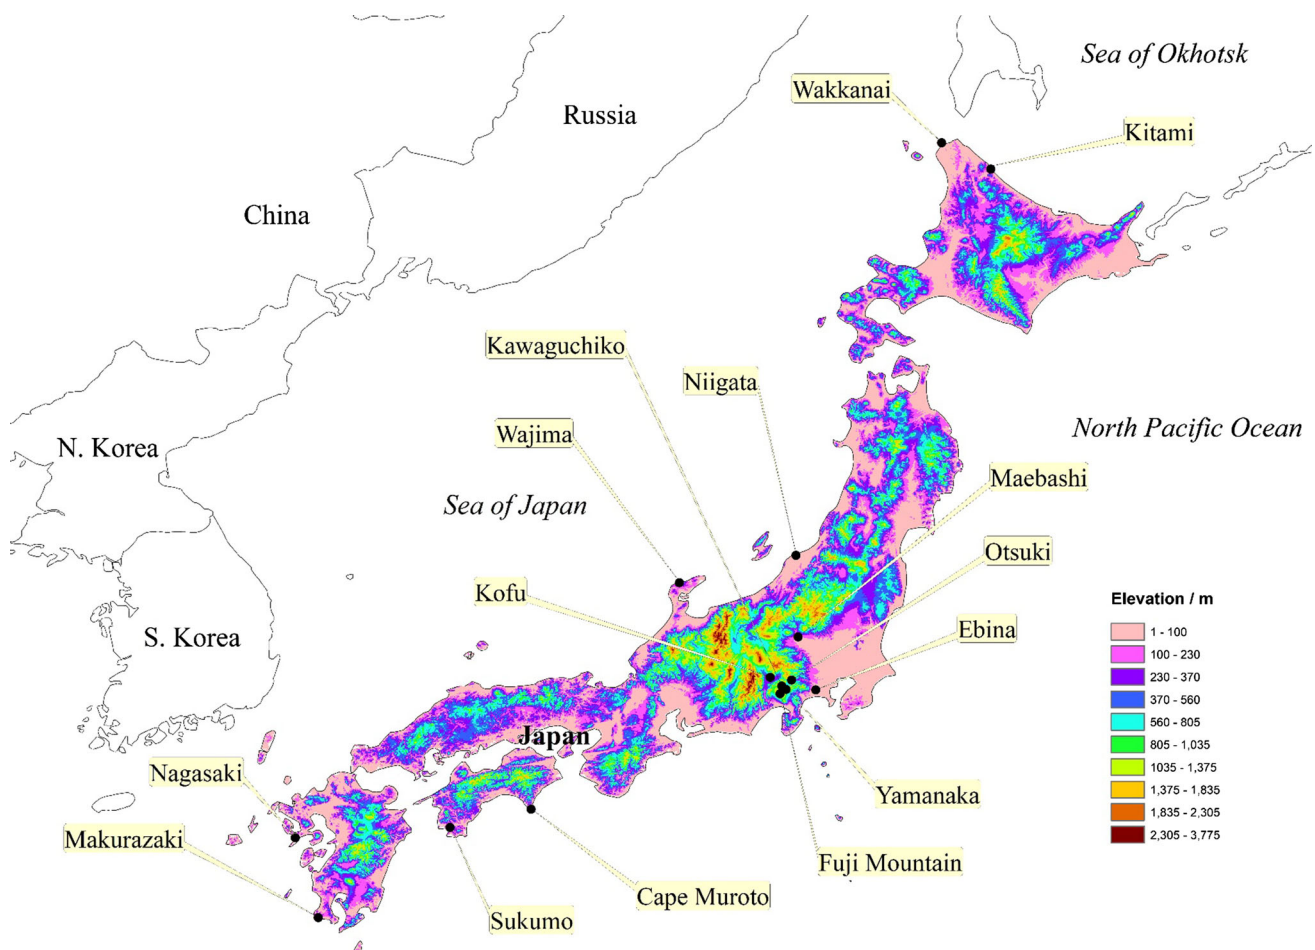 Sea of Okhotsk
Wakkanai
Russia
Kitami
China
Kawaguchiko
Niigata
Wajima
North Pacific Ocean
N. Korea
Maebashi
Sea of Japan
Otsuki
Kofu
Elevation / m
S. Korea
Ebina
1 - 100
100 - 230
230 - 370
370 - 560
560 - 805
805 - 1,035
1035 - 1,375
1,375 - 1,835
1,835 - 2,305
2,305 - 3,775
Japan
Nagasaki
Yamanaka
Makurazaki
Fuji Mountain
Cape Muroto
Sukumo